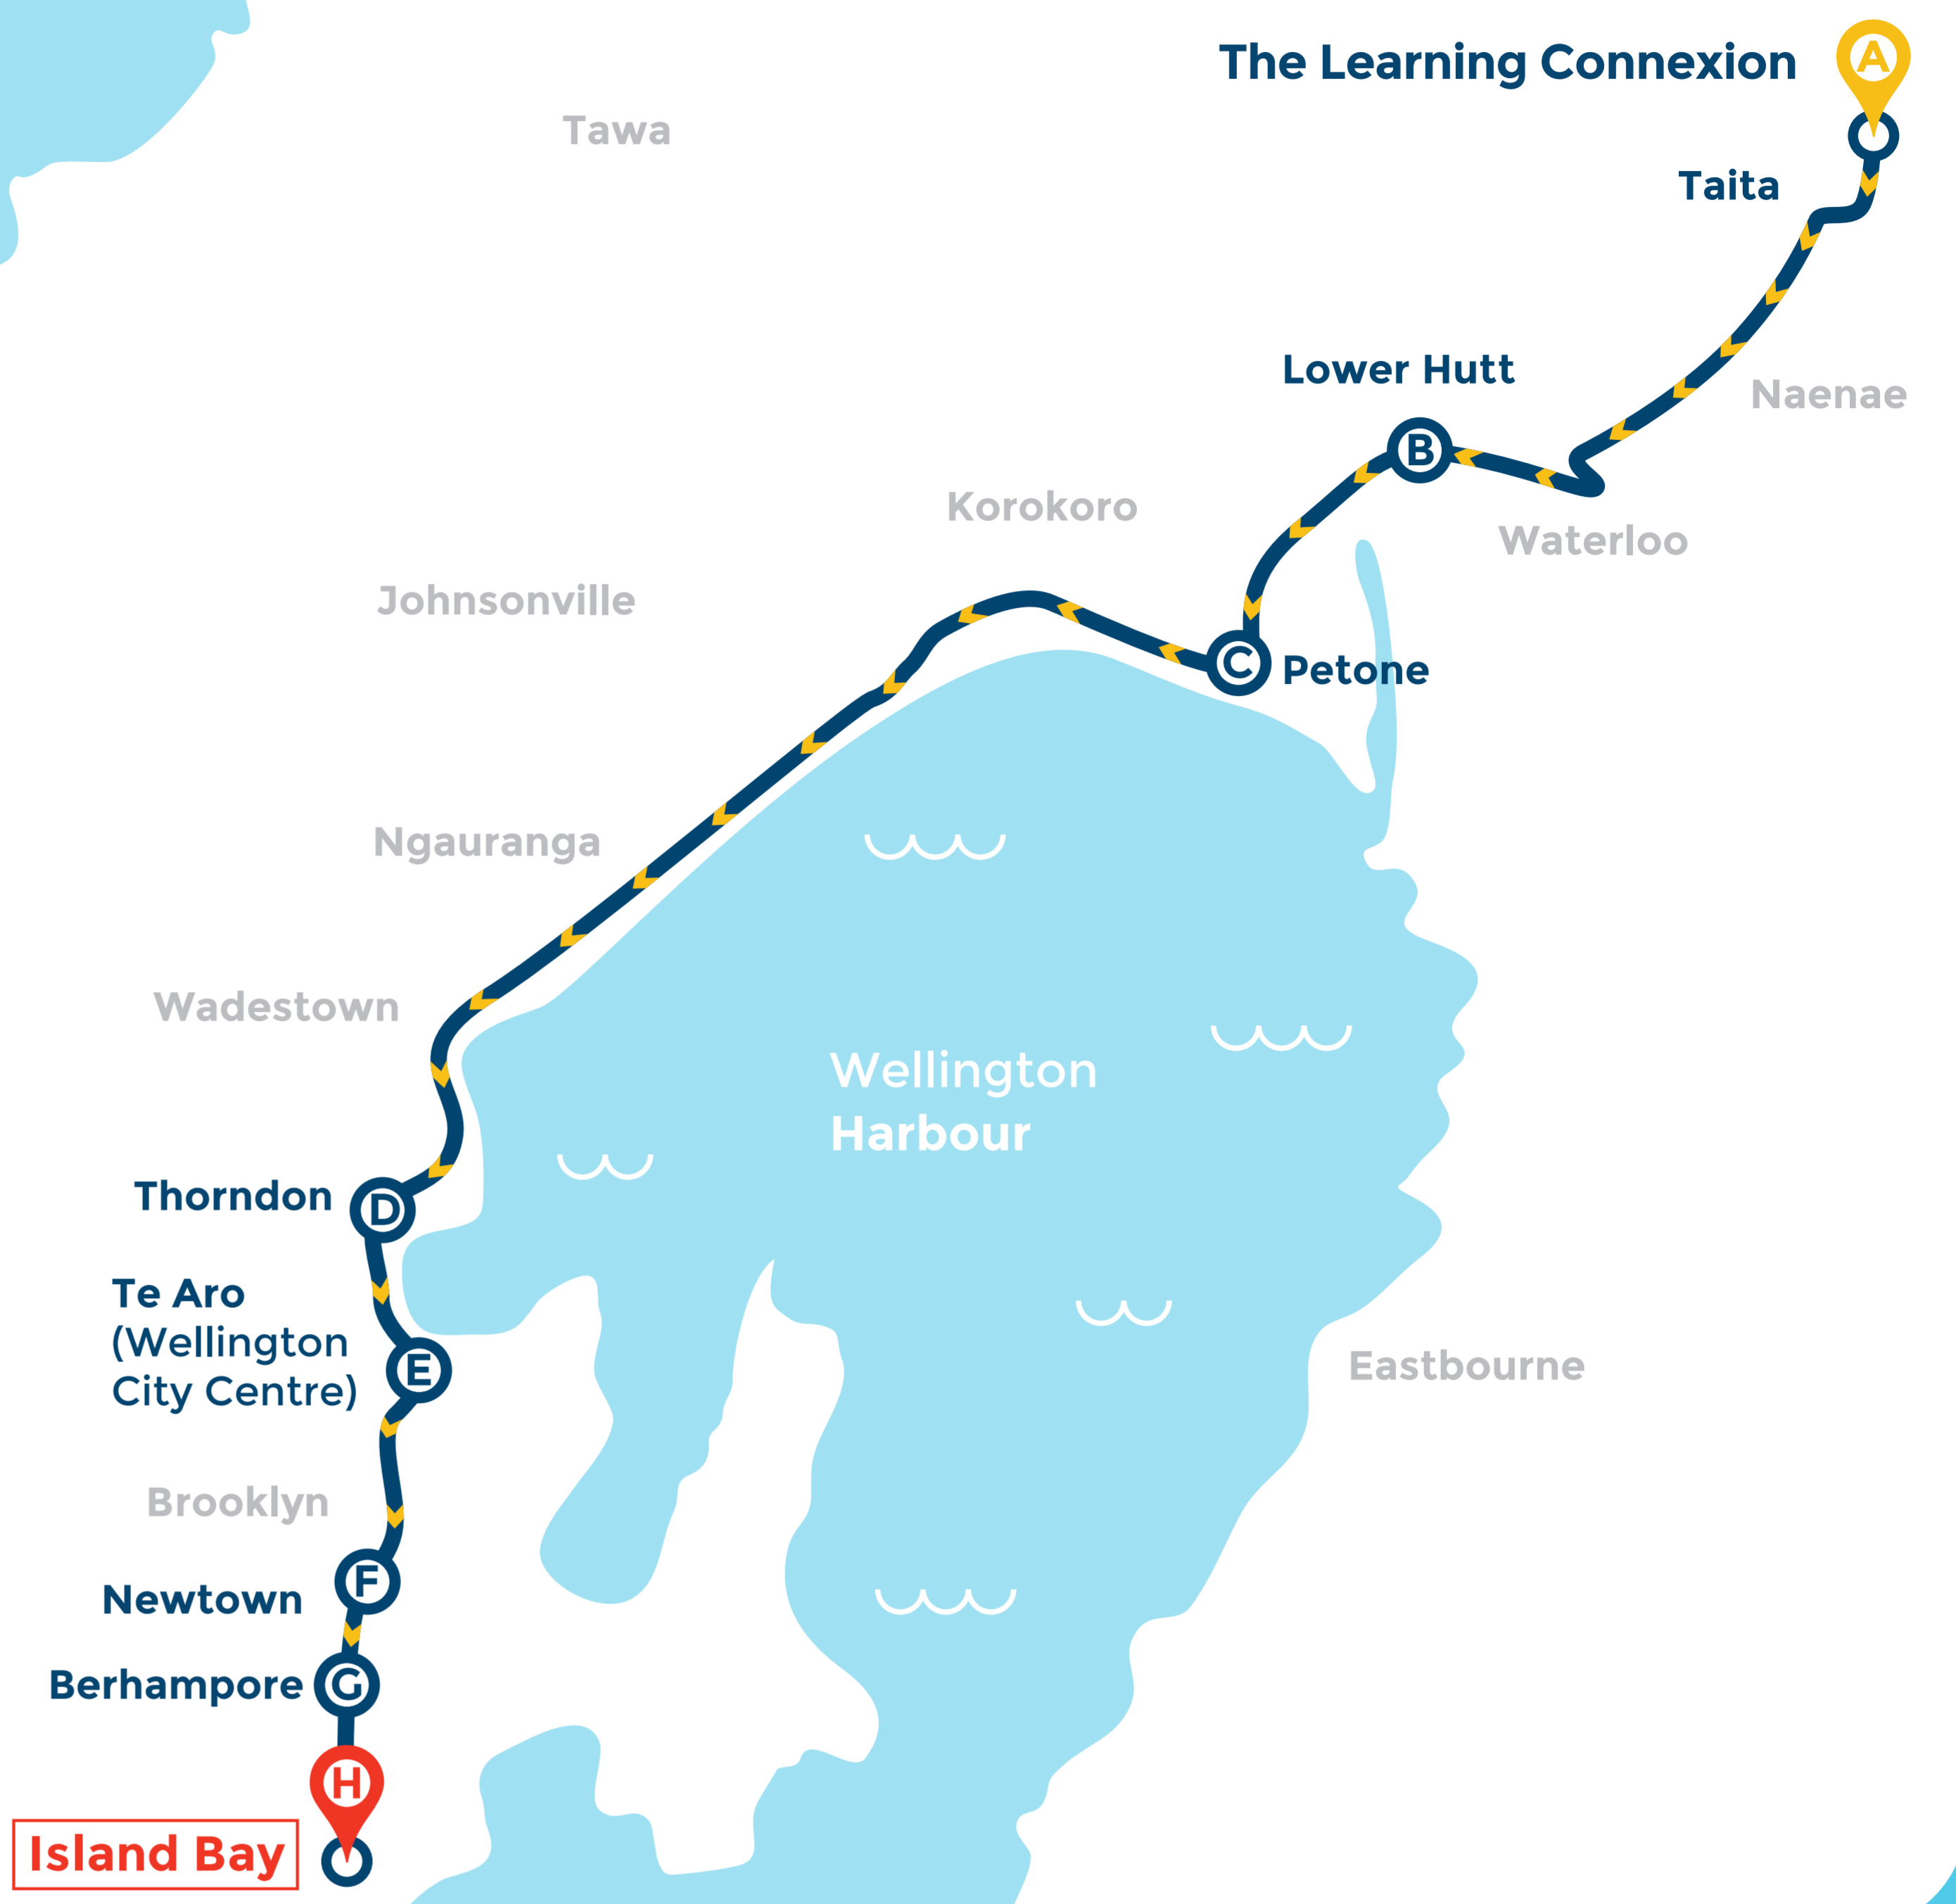 The Learning Connexion
A
Tawa
Taita
Lower Hutt
Naenae
B
Korokoro
Waterloo
Johnsonville
C
Petone
Ngauranga
Wadestown
Wellington
Harbour
Thorndon
D
Te Aro
(Wellington
City Centre)
E
Eastbourne
Brooklyn
F
Newtown
Berhampore
G
H
Island Bay